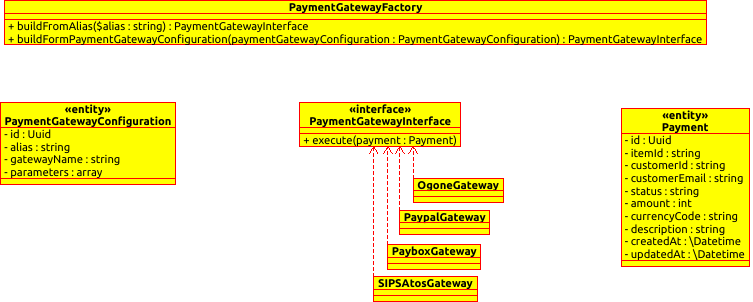 PaymentGatewayFactory
+ buildFromAlias($alias : string) : PaymentGatewayInterface
+ buildFormPaymentGatewayConfiguration(paymentGatewayConfiguration : PaymentGatewayConfiguration) : PaymentGatewayInterface
«entity»
PaymentGatewayConfiguration
- id : Uuid
- alias : string
- gatewayName : string
- parameters : array
«interface»
PaymentGatewayInterface
+ execute(payment : Payment)
«entity»
Payment
- id : Uuid
- itemId : string
- customerId : string
- customerEmail : string
- status : string
- amount : int
- currencyCode : string
- description : string
- createdAt : \Datetime
- updatedAt : \Datetime
OgoneGateway
PaypalGateway
PayboxGateway
SIPSAtosGateway